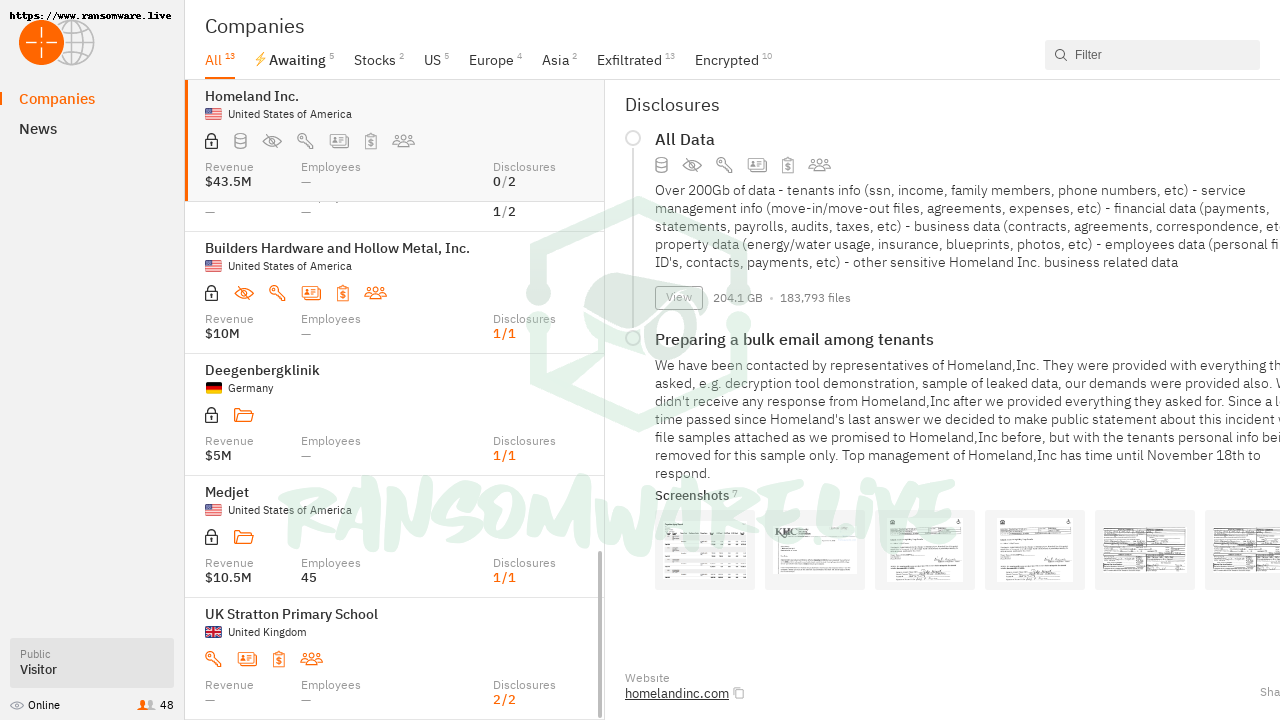 https://www.ransomware.live
Companies
News
Public
Visitor
Online
48
Companies
All 13
Awaiting 5
Stocks 2
US 5
Europe 4
Asia 2
Exfiltrated 13
Encrypted 10
Filter
Homeland Inc.
United States of America
Revenue Employees Disclosures
$43.5M — 0/2
— — 1/2
Builders Hardware and Hollow Metal, Inc.
United States of America
Revenue Employees Disclosures
$10M — 1/1
Deegenbergklinik
Germany
Revenue Employees Disclosures
$5M — 1/1
Medjet
United States of America
Revenue Employees Disclosures
$10.5M 45 1/1
UK Stratton Primary School
United Kingdom
Revenue Employees Disclosures
— — 2/2
Disclosures
All Data
Over 200Gb of data - tenants info (ssn, income, family members, phone numbers, etc) - service
management info (move-in/move-out files, agreements, expenses, etc) - financial data (payments,
statements, payrolls, audits, taxes, etc) - business data (contracts, agreements, correspondence, et
property data (energy/water usage, insurance, blueprints, photos, etc) - employees data (personal fi
ID's, contacts, payments, etc) - other sensitive Homeland Inc. business related data
View 204.1 GB • 183,793 files
Preparing a bulk email among tenants
We have been contacted by representatives of Homeland,Inc. They were provided with everything th
asked, e.g. decryption tool demonstration, sample of leaked data, our demands were provided also. W
didn't receive any response from Homeland,Inc after we provided everything they asked for. Since a l
time passed since Homeland's last answer we decided to make public statement about this incident w
file samples attached as we promised to Homeland,Inc before, but with the tenants personal info bei
removed for this sample only. Top management of Homeland,Inc has time until November 18th to
respond.
Screenshots 7
KHC
Website
homelandinc.com
Sha
RANSOMWARE.LIVE